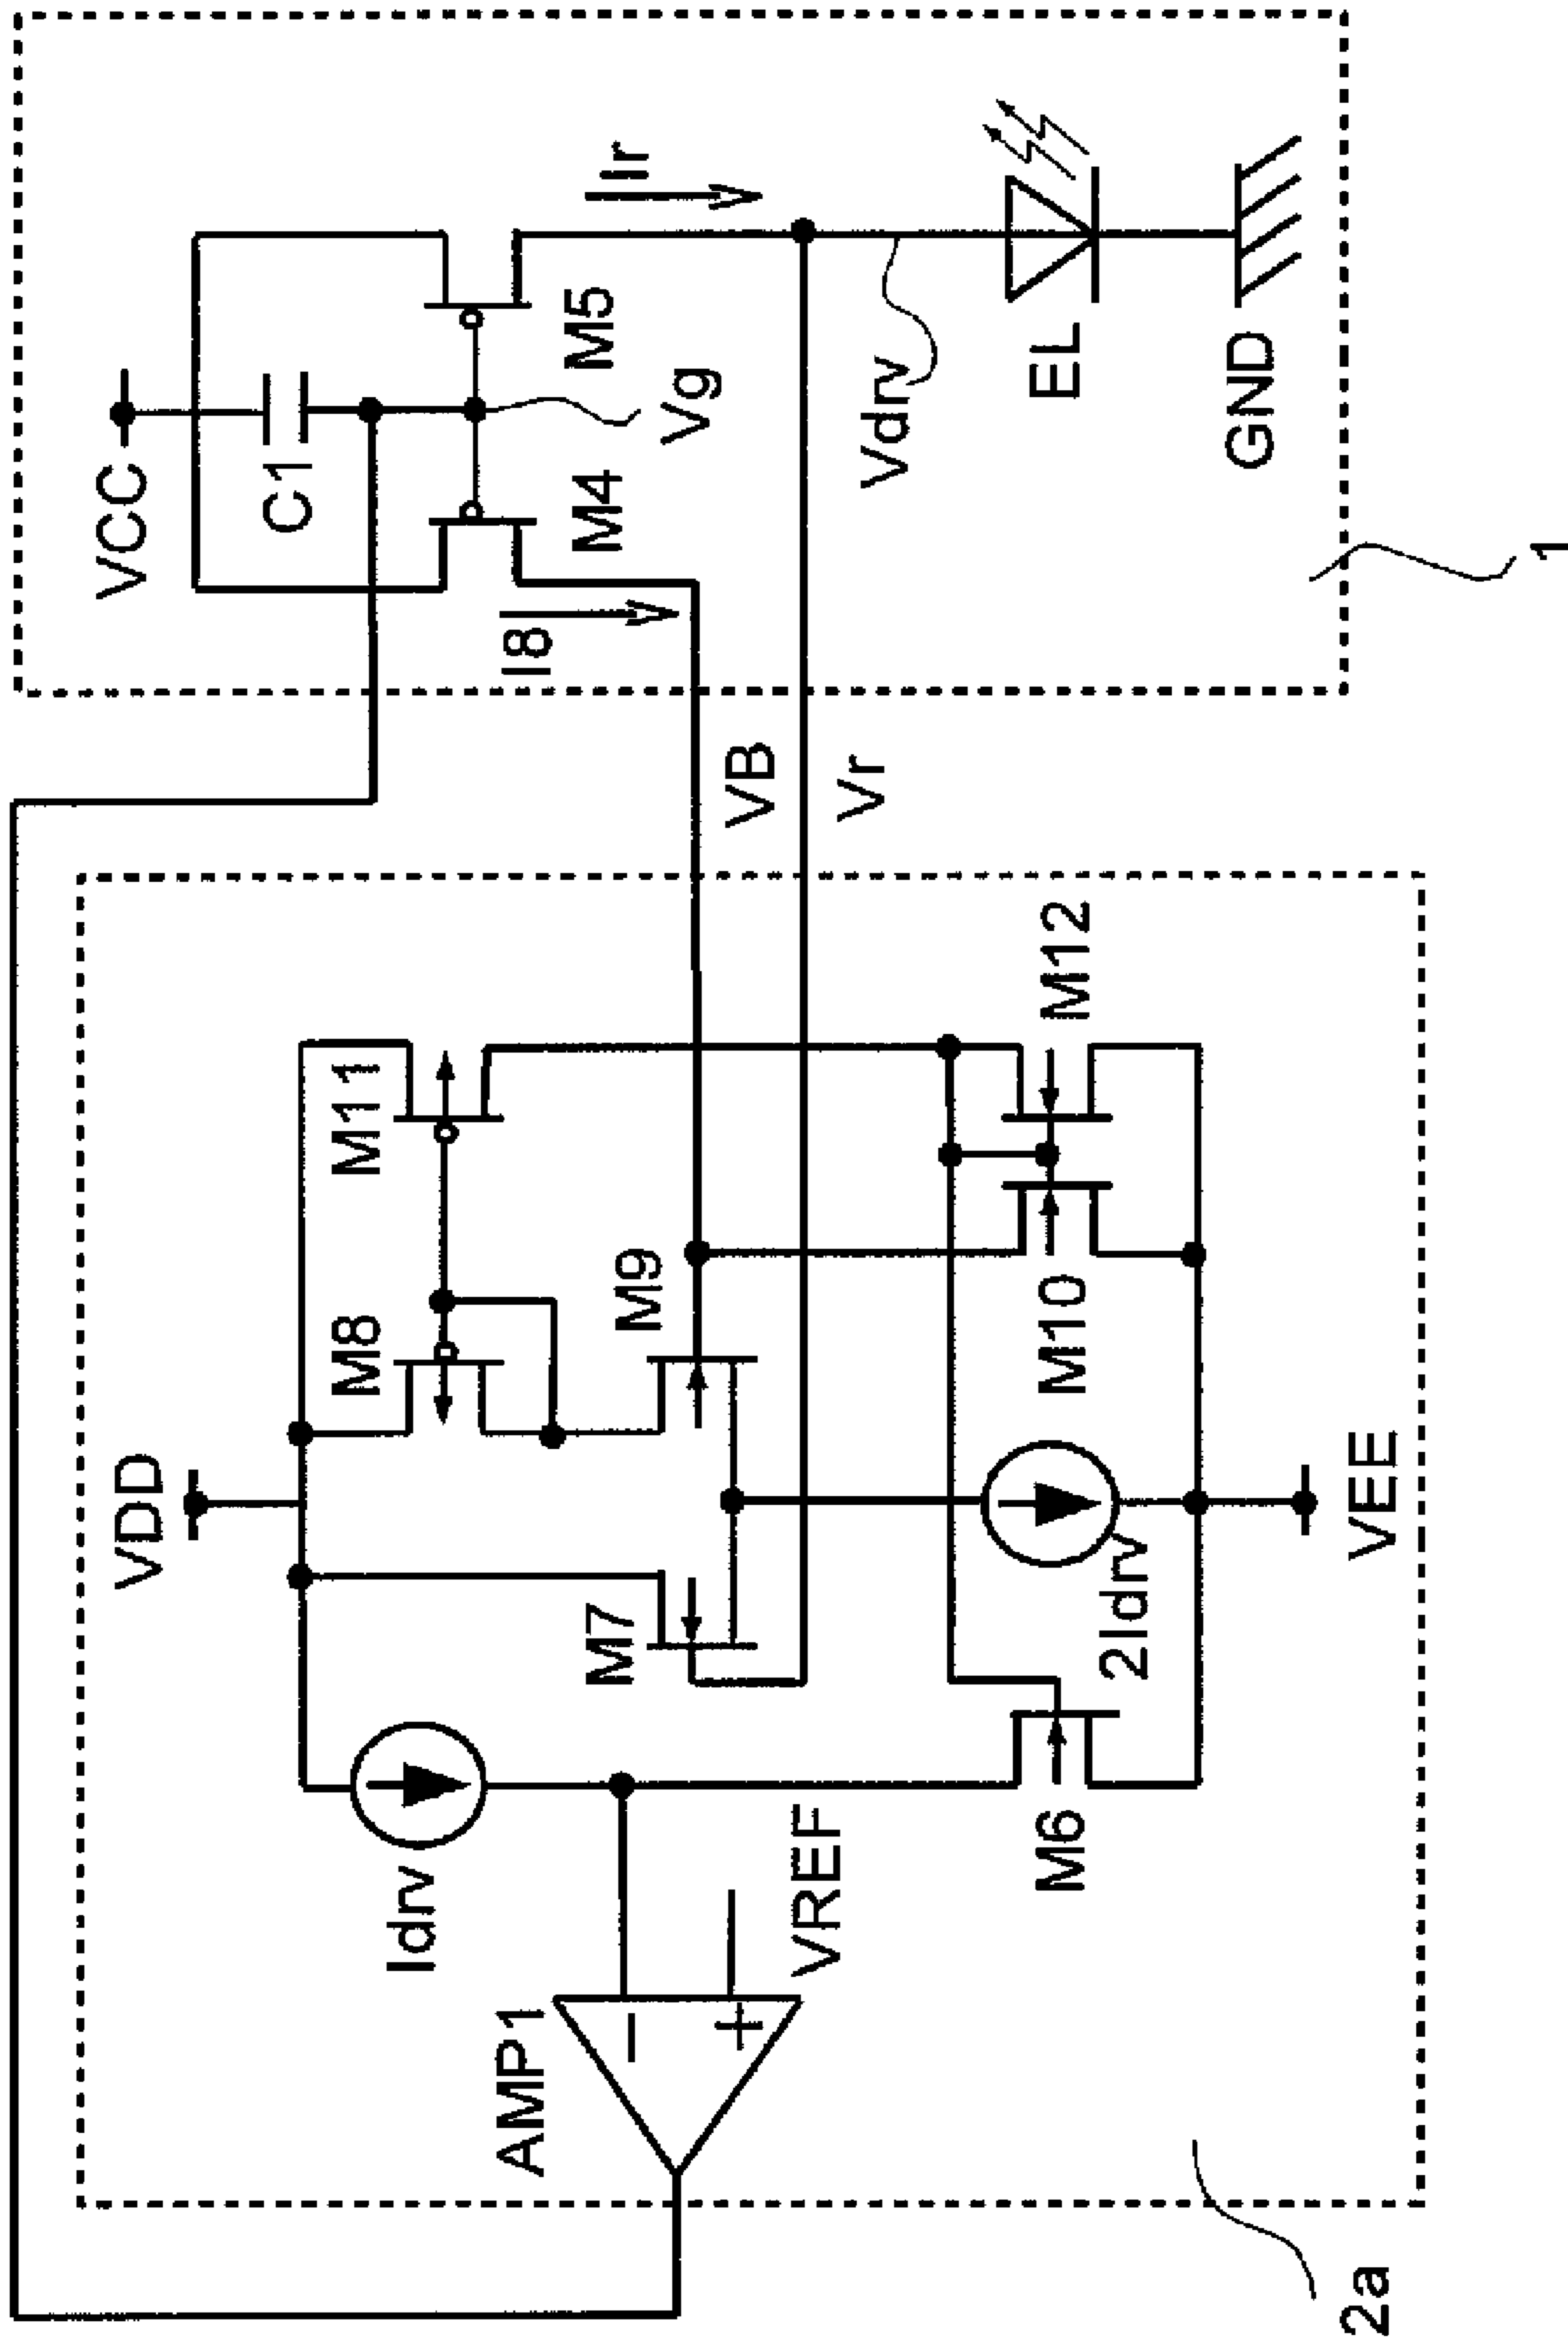 VCC
C1
M5
Ir
M4
Vg
I8
Vdrv
EL
GND
1
VB
Vr
VDD
M8
M11
M9
M7
M12
M10
Idrv
2Idrv
VEE
M6
VREF
AMP1
−
+
2a